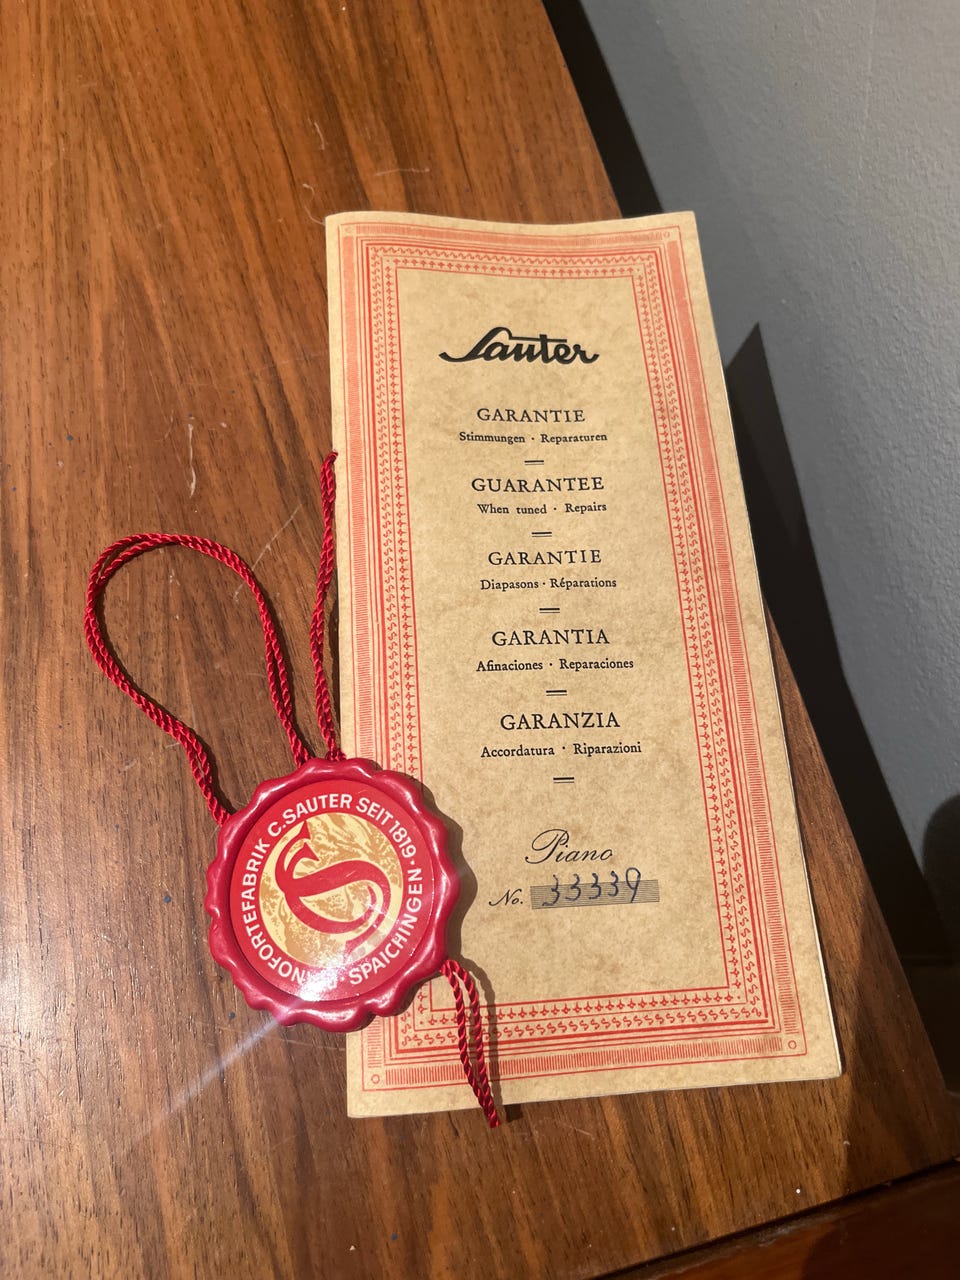 Sauter
GARANTIE
Stimmungen · Reparaturen
GUARANTEE
When tuned · Repairs
GARANTIE
Diapasons · Réparations
GARANTIA
Afinaciones · Reparaciones
GARANZIA
Accordatura · Riparazioni
Piano
No. 33339
NOFORTEFABRIK C. SAUTER SEIT 1819 · SPAICHINGEN ·
S